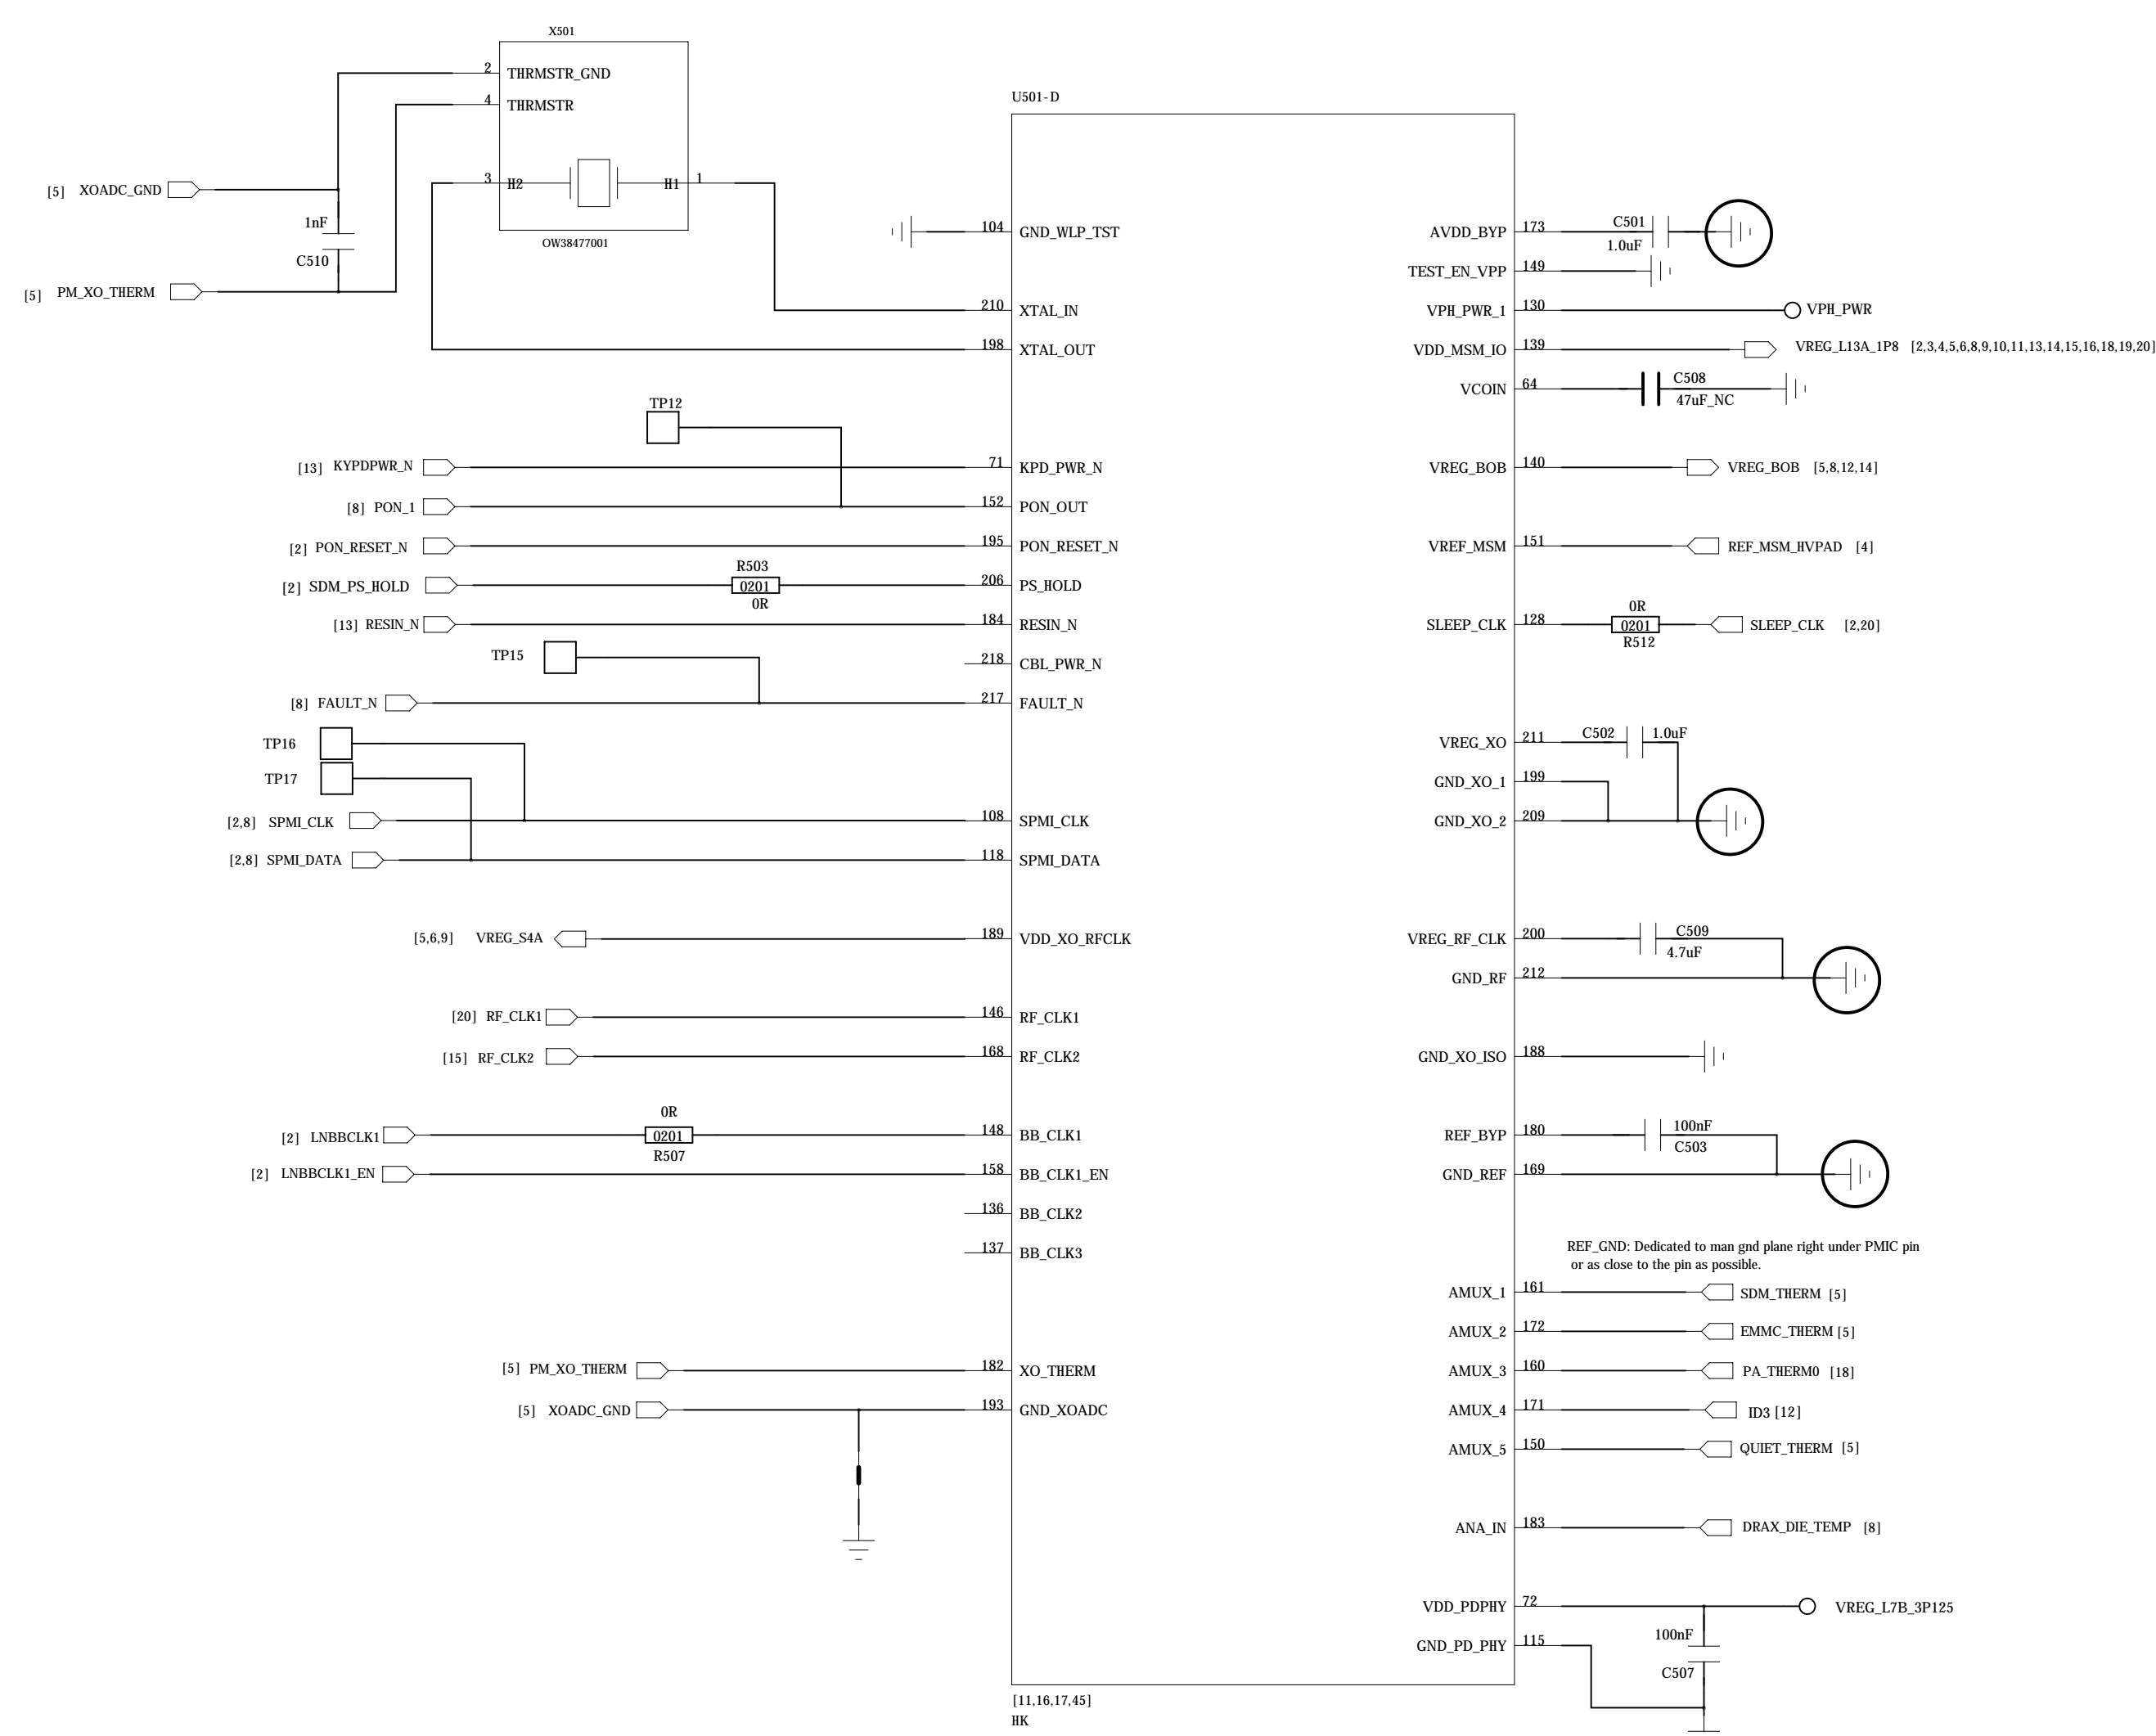 X501
2 THRMSTR_GND
4 THRMSTR
3 H2 H1 1
OW38477001
[5] XOADC_GND
1nF
C510
[5] PM_XO_THERM
U501-D
104 GND_WLP_TST
210 XTAL_IN
198 XTAL_OUT
TP12
[13] KYPDPWR_N 71 KPD_PWR_N
[8] PON_1 152 PON_OUT
[2] PON_RESET_N 195 PON_RESET_N
R503
[2] SDM_PS_HOLD 0201 206 PS_HOLD
0R
[13] RESIN_N 184 RESIN_N
TP15
218 CBL_PWR_N
[8] FAULT_N 217 FAULT_N
TP16
TP17
[2,8] SPMI_CLK 108 SPMI_CLK
[2,8] SPMI_DATA 118 SPMI_DATA
[5,6,9] VREG_S4A 189 VDD_XO_RFCLK
[20] RF_CLK1 146 RF_CLK1
[15] RF_CLK2 168 RF_CLK2
0R
[2] LNBBCLK1 0201 148 BB_CLK1
R507
[2] LNBBCLK1_EN 158 BB_CLK1_EN
136 BB_CLK2
137 BB_CLK3
[5] PM_XO_THERM 182 XO_THERM
[5] XOADC_GND 193 GND_XOADC
AVDD_BYP 173 C501
1.0uF
TEST_EN_VPP 149
VPH_PWR_1 130 VPH_PWR
VDD_MSM_IO 139 VREG_L13A_1P8 [2,3,4,5,6,8,9,10,11,13,14,15,16,18,19,20]
VCOIN 64 C508
47uF_NC
VREG_BOB 140 VREG_BOB [5,8,12,14]
VREF_MSM 151 REF_MSM_HVPAD [4]
0R
SLEEP_CLK 128 0201 SLEEP_CLK [2,20]
R512
VREG_XO 211 C502 1.0uF
GND_XO_1 199
GND_XO_2 209
VREG_RF_CLK 200 C509
4.7uF
GND_RF 212
GND_XO_ISO 188
REF_BYP 180 100nF
C503
GND_REF 169
REF_GND: Dedicated to man gnd plane right under PMIC pin
or as close to the pin as possible.
AMUX_1 161 SDM_THERM [5]
AMUX_2 172 EMMC_THERM [5]
AMUX_3 160 PA_THERM0 [18]
AMUX_4 171 ID3 [12]
AMUX_5 150 QUIET_THERM [5]
ANA_IN 183 DRAX_DIE_TEMP [8]
VDD_PDPHY 72 VREG_L7B_3P125
100nF
GND_PD_PHY 115
C507
[11,16,17,45]
HK